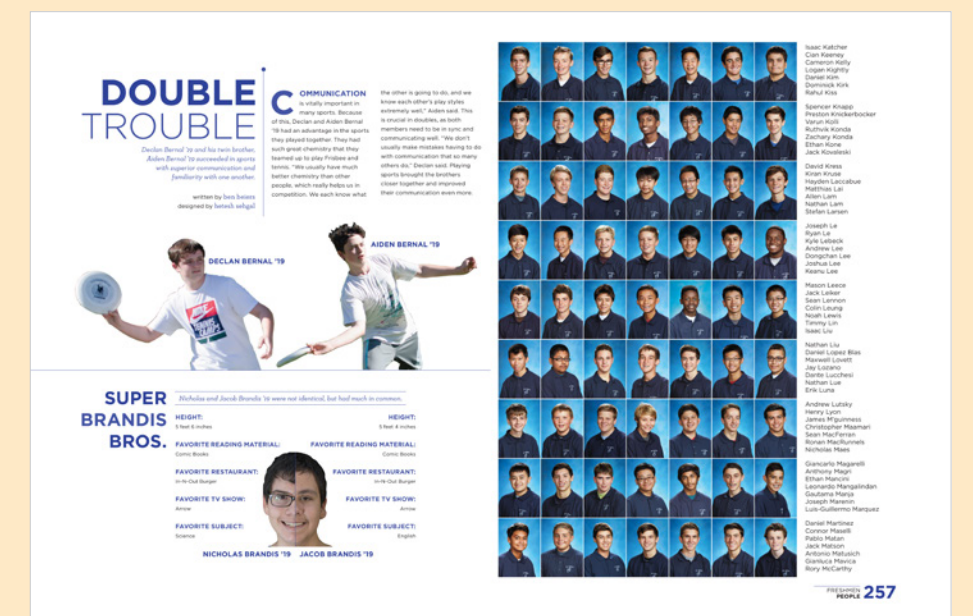 DOUBLE
TROUBLE
Declan Bernal '19 and his twin brother,
Aiden Bernal '19 succeeded in sports
with superior communication and
familiarity with one another.
written by ben beiers
designed by hetesh sehgal
COMMUNICATION
is vitally important in
many sports. Because
of this, Declan and Aiden Bernal
'19 had an advantage in the sports
they played together. They had
such great chemistry that they
teamed up to play Frisbee and
tennis. "We usually have much
better chemistry than other
people, which really helps us in
competition. We each know what
the other is going to do, and we
know each other's play styles
extremely well," Aiden said. This
is crucial in doubles, as both
members need to be in sync and
communicating well. "We don't
usually make mistakes having to do
with communication that so many
others do," Declan said. Playing
sports brought the brothers
closer together and improved
their communication even more.
DECLAN BERNAL '19
AIDEN BERNAL '19
SUPER
BRANDIS
BROS.
Nicholas and Jacob Brandis '19 were not identical, but had much in common.
HEIGHT:
5 feet 6 inches
FAVORITE READING MATERIAL:
Comic Books
FAVORITE RESTAURANT:
In-N-Out Burger
FAVORITE TV SHOW:
Arrow
FAVORITE SUBJECT:
Science
HEIGHT:
5 feet 4 inches
FAVORITE READING MATERIAL:
Comic Books
FAVORITE RESTAURANT:
In-N-Out Burger
FAVORITE TV SHOW:
Arrow
FAVORITE SUBJECT:
English
NICHOLAS BRANDIS '19 JACOB BRANDIS '19
Isaac Katcher
Cian Keeney
Cameron Kelly
Logan Kightly
Daniel Kim
Dominick Kirk
Rahul Kiss
Spencer Knapp
Preston Knickerbocker
Varun Kolli
Ruthvik Konda
Zachary Konda
Ethan Kone
Jack Kovaleski
David Kress
Kiran Kruse
Hayden Laccabue
Matthias Lai
Allen Lam
Nathan Lam
Stefan Larsen
Joseph Le
Ryan Le
Kyle Lebeck
Andrew Lee
Dongchan Lee
Joshua Lee
Keanu Lee
Mason Leece
Jack Leiker
Sean Lennon
Colin Leung
Noah Lewis
Timmy Lin
Isaac Liu
Nathan Liu
Daniel Lopez Blas
Maxwell Lovett
Jay Lozano
Dante Lucchesi
Nathan Lue
Erik Luna
Andrew Lutsky
Henry Lyon
James M'guinness
Christopher Maamari
Sean MacFerran
Ronan MacRunnels
Nicholas Maes
Giancarlo Magarelli
Anthony Magri
Ethan Mancini
Leonardo Mangalindan
Gautama Manja
Joseph Marenin
Luis-Guillermo Marquez
Daniel Martinez
Connor Maselli
Pablo Matan
Jack Matson
Antonio Matusich
Gianluca Mavica
Rory McCarthy
FRESHMEN
PEOPLE 257